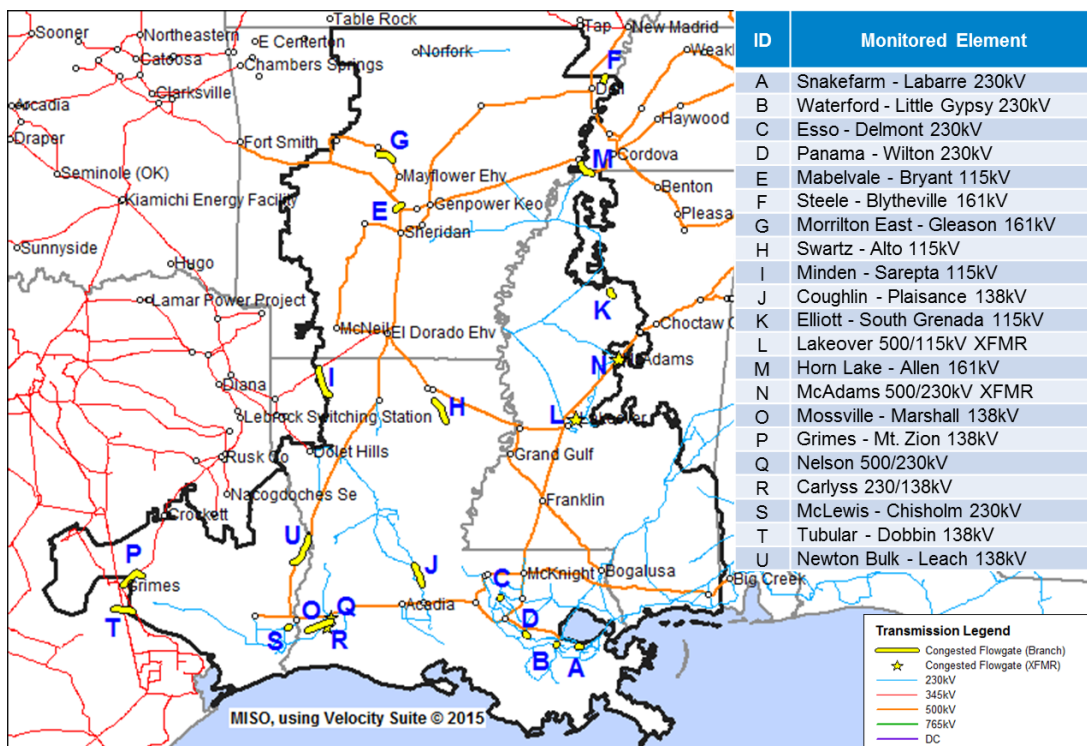 Table Rock
Tap
New Madrid
Sooner
Northeastern
E Centerton
Norfork
Weakl
Catoosa
Chambers Springs
F
Clarksville
Dell
Arcadia
Haywood
Draper
Fort Smith
G
M
Cordova
Seminole (OK)
Mayflower Ehv
Benton
Kiamichi Energy Facility
E
Genpower Keo
Pleasa
Sheridan
Sunnyside
Hugo
K
Lamar Power Project
McNeil
El Dorado Ehv
Choctaw
N
Adams
I
Diana
H
L
Lebrock Switching Station
Rusk Co
Dolet Hills
Grand Gulf
Nacogdoches Se
Franklin
Crockett
U
P
J
McKnight
Bogalusa
Big Creek
Grimes
C
T
O
Q
Acadia
D
S
R
B
A
MISO, using Velocity Suite © 2015
ID Monitored Element
A Snakefarm - Labarre 230kV
B Waterford - Little Gypsy 230kV
C Esso - Delmont 230kV
D Panama - Wilton 230kV
E Mabelvale - Bryant 115kV
F Steele - Blytheville 161kV
G Morrilton East - Gleason 161kV
H Swartz - Alto 115kV
I Minden - Sarepta 115kV
J Coughlin - Plaisance 138kV
K Elliott - South Grenada 115kV
L Lakeover 500/115kV XFMR
M Horn Lake - Allen 161kV
N McAdams 500/230kV XFMR
O Mossville - Marshall 138kV
P Grimes - Mt. Zion 138kV
Q Nelson 500/230kV
R Carlyss 230/138kV
S McLewis - Chisholm 230kV
T Tubular - Dobbin 138kV
U Newton Bulk - Leach 138kV
Transmission Legend
Congested Flowgate (Branch)
Congested Flowgate (XFMR)
230kV
345kV
500kV
765kV
DC